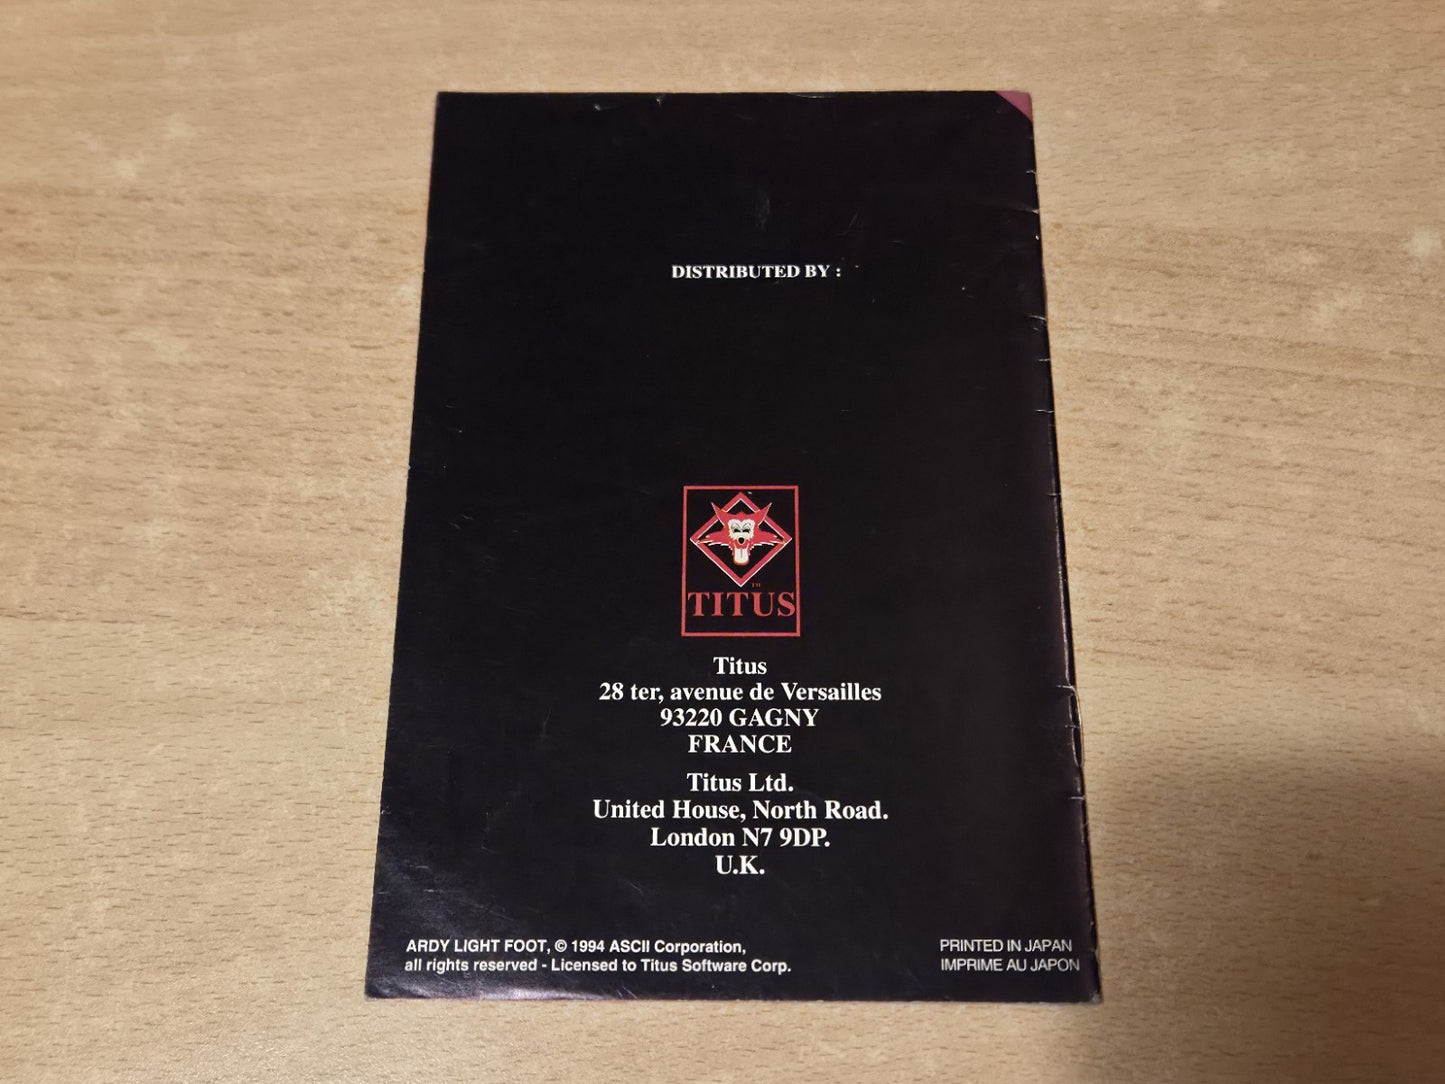 DISTRIBUTED BY :
TM
TITUS
Titus
28 ter, avenue de Versailles
93220 GAGNY
FRANCE
Titus Ltd.
United House, North Road.
London N7 9DP.
U.K.
ARDY LIGHT FOOT, © 1994 ASCII Corporation,
all rights reserved - Licensed to Titus Software Corp.
PRINTED IN JAPAN
IMPRIME AU JAPON